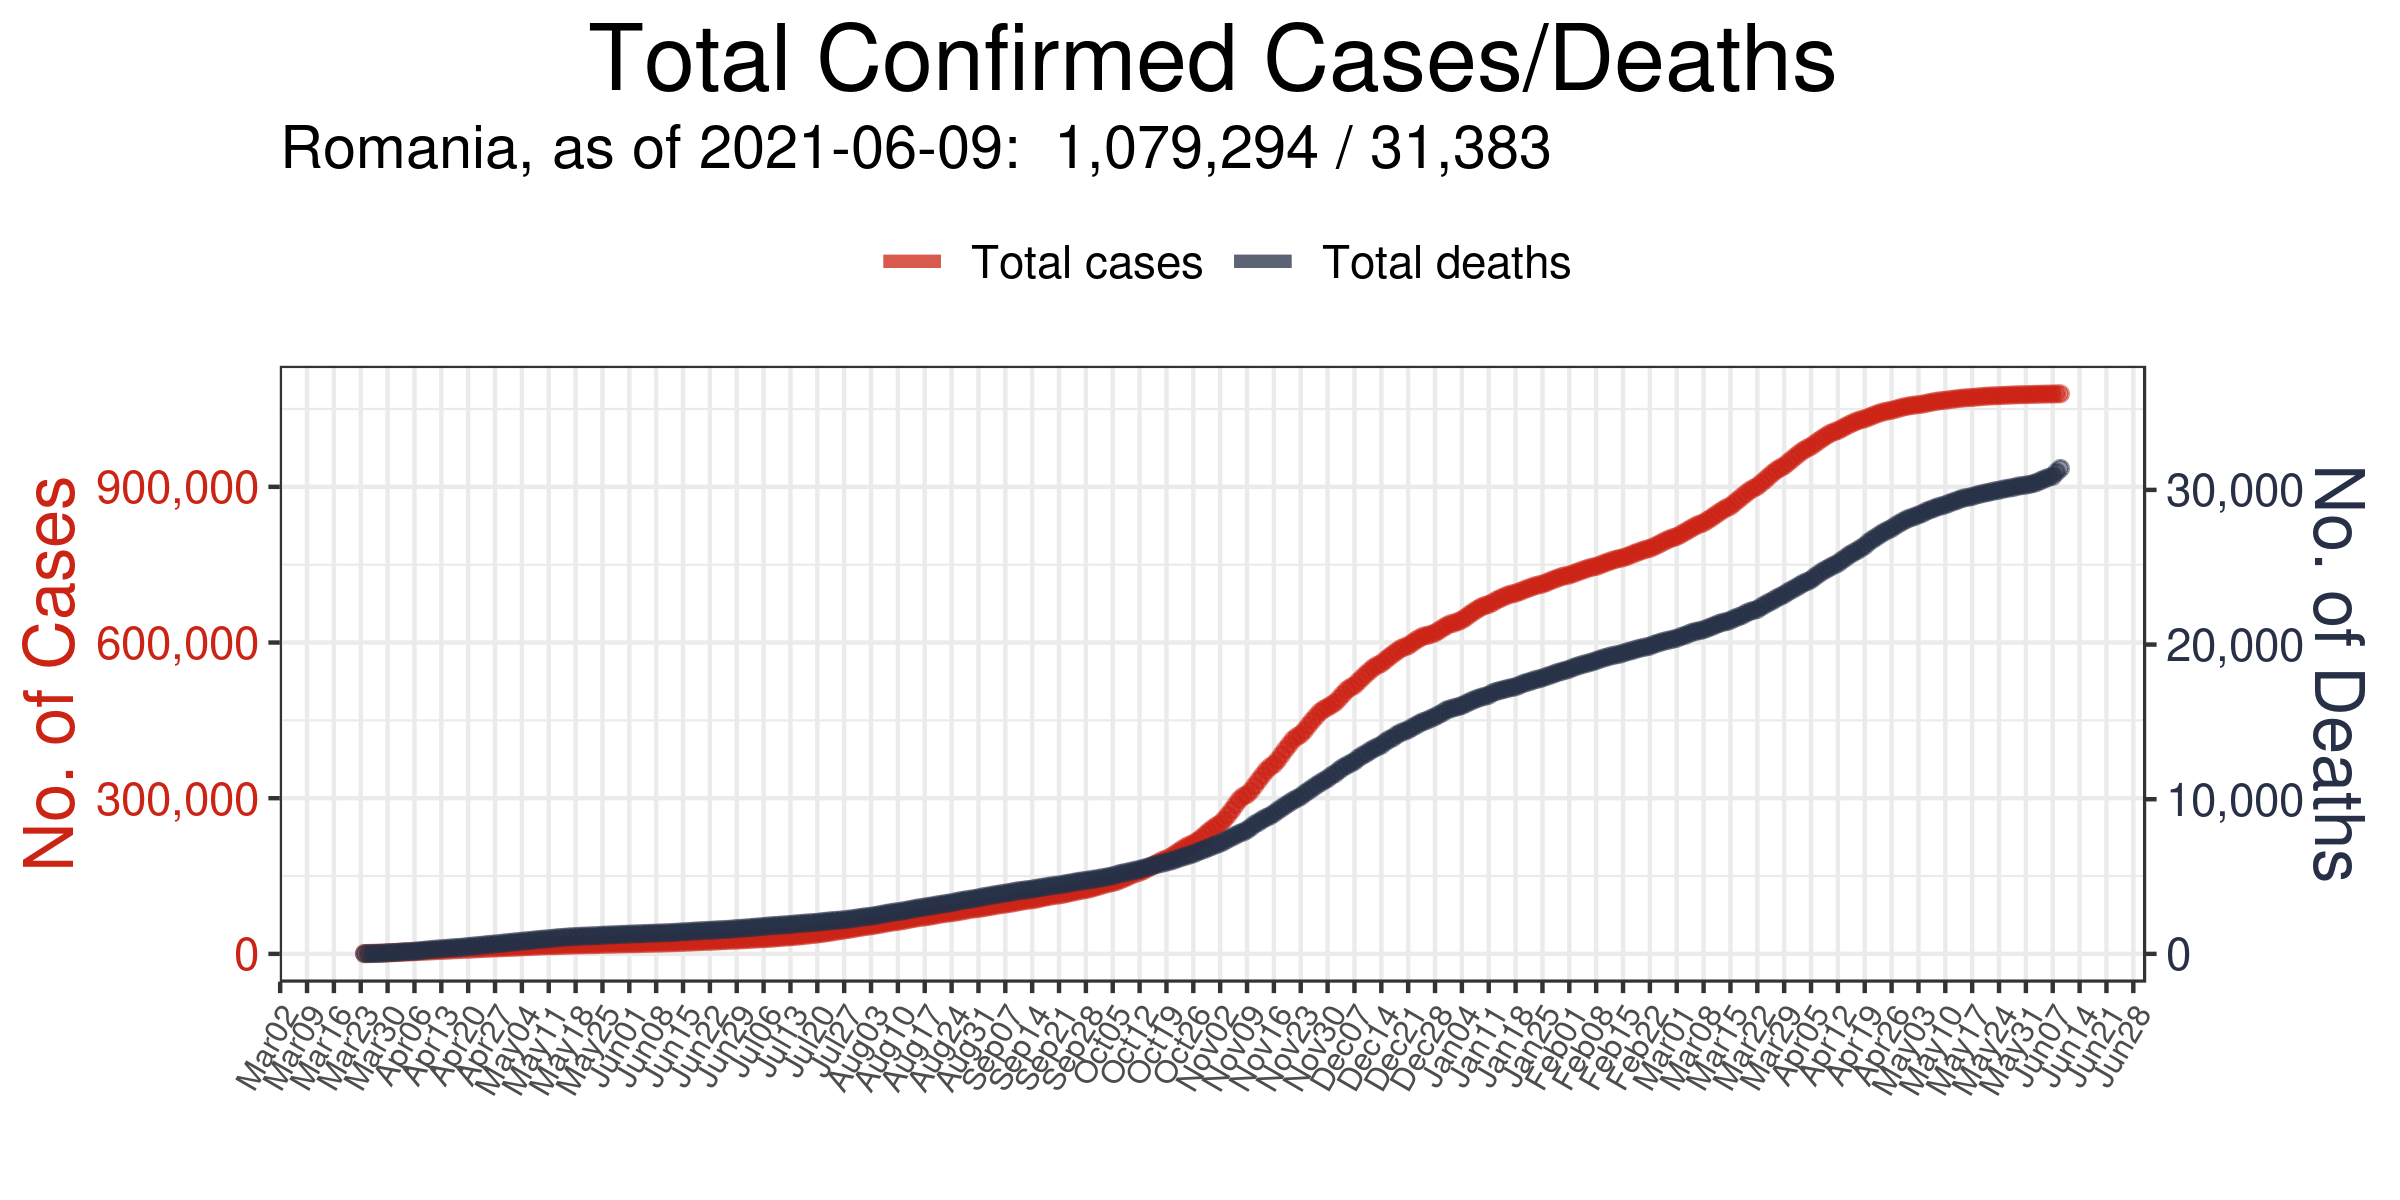 Total Confirmed Cases/Deaths
Romania, as of 2021-06-09:  1,079,294 / 31,383
Total cases
Total deaths
No. of Cases
900,000
600,000
300,000
0
30,000
20,000
10,000
0
No. of Deaths
Mar02
Mar09
Mar16
Mar23
Mar30
Apr06
Apr13
Apr20
Apr27
May04
May11
May18
May25
Jun01
Jun08
Jun15
Jun22
Jun29
Jul06
Jul13
Jul20
Jul27
Aug03
Aug10
Aug17
Aug24
Aug31
Sep07
Sep14
Sep21
Sep28
Oct05
Oct12
Oct19
Oct26
Nov02
Nov09
Nov16
Nov23
Nov30
Dec07
Dec14
Dec21
Dec28
Jan04
Jan11
Jan18
Jan25
Feb01
Feb08
Feb15
Feb22
Mar01
Mar08
Mar15
Mar22
Mar29
Apr05
Apr12
Apr19
Apr26
May03
May10
May17
May24
May31
Jun07
Jun14
Jun21
Jun28